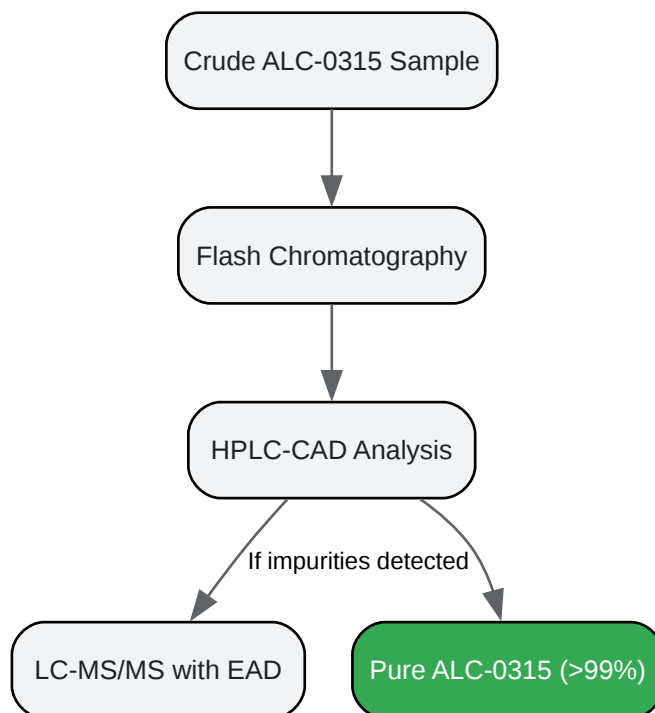 Crude ALC-0315 Sample
Flash Chromatography
HPLC-CAD Analysis
If impurities detected
LC-MS/MS with EAD
Pure ALC-0315 (>99%)